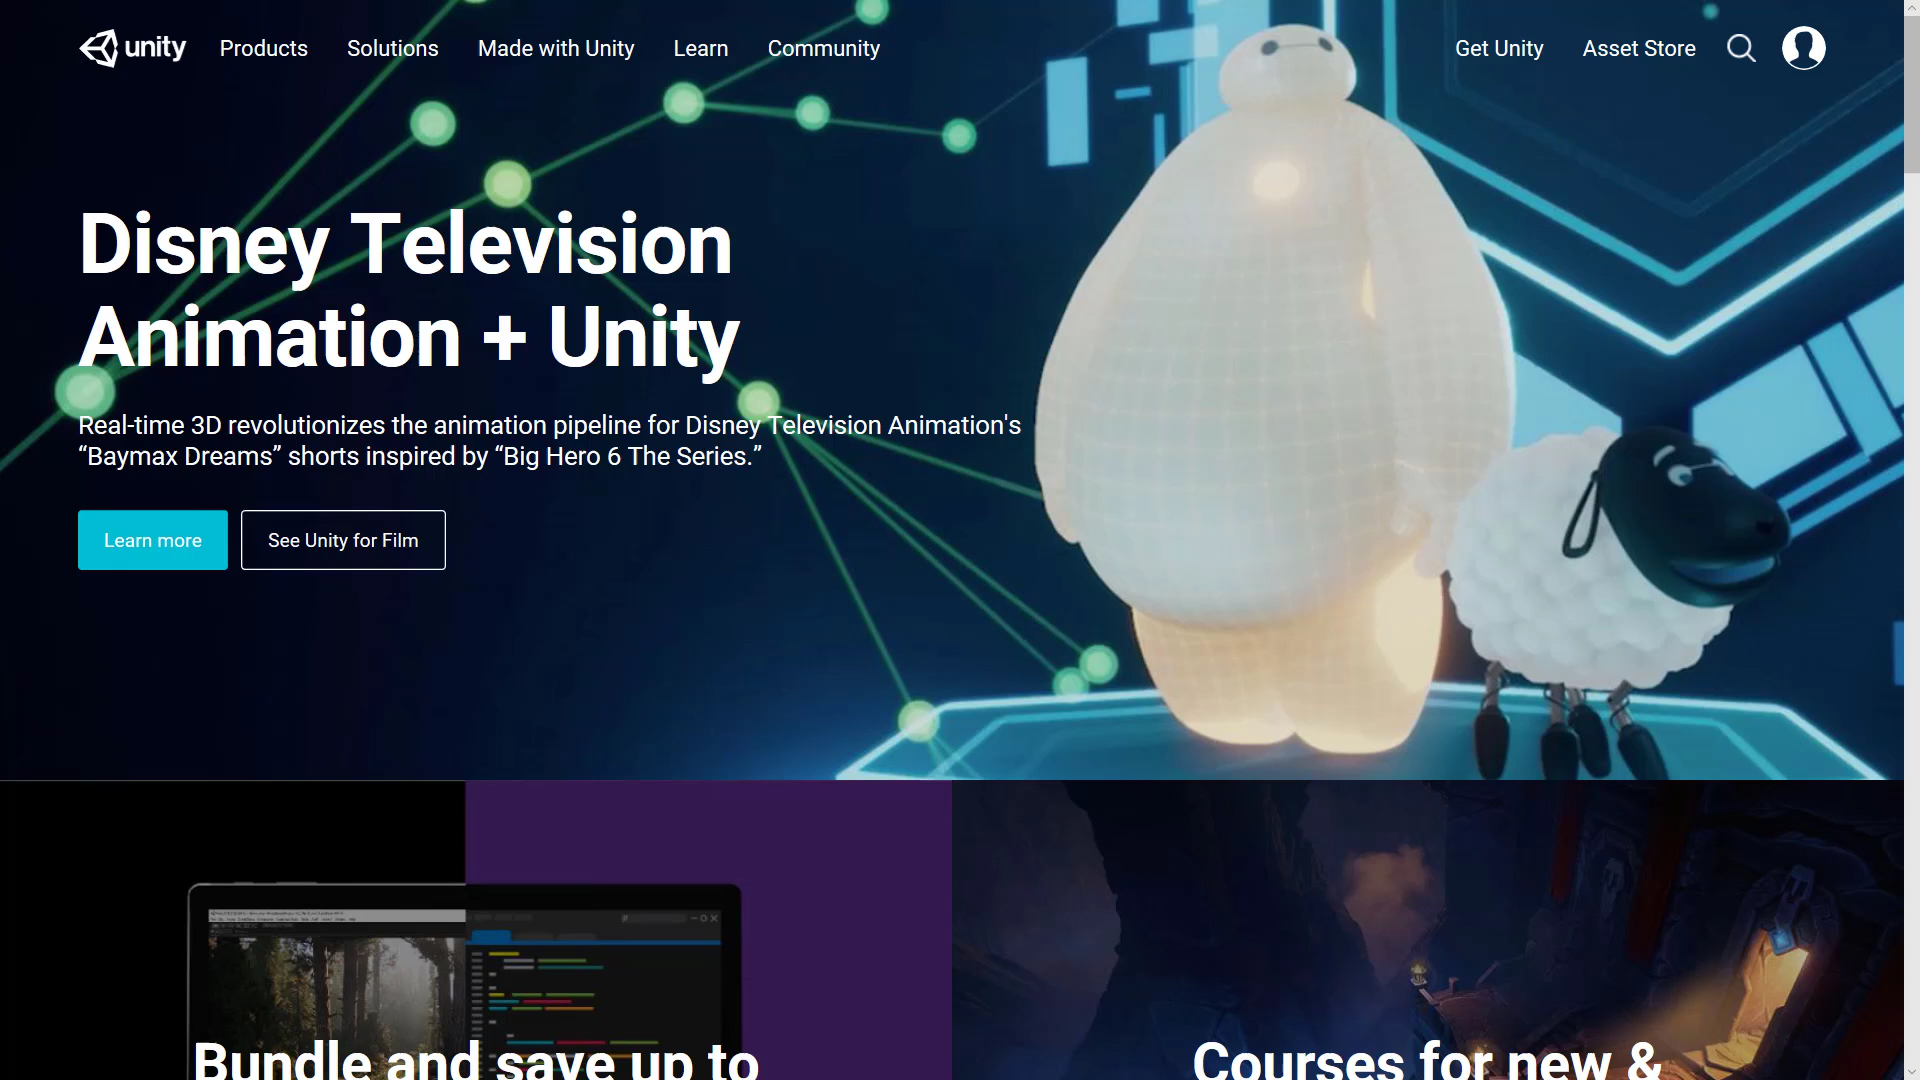 unity Products Solutions Made with Unity Learn Community Get Unity Asset Store
Disney Television
Animation + Unity
Real-time 3D revolutionizes the animation pipeline for Disney Television Animation's
“Baymax Dreams” shorts inspired by “Big Hero 6 The Series.”
Learn more See Unity for Film
Bundle and save up to
Courses for new &